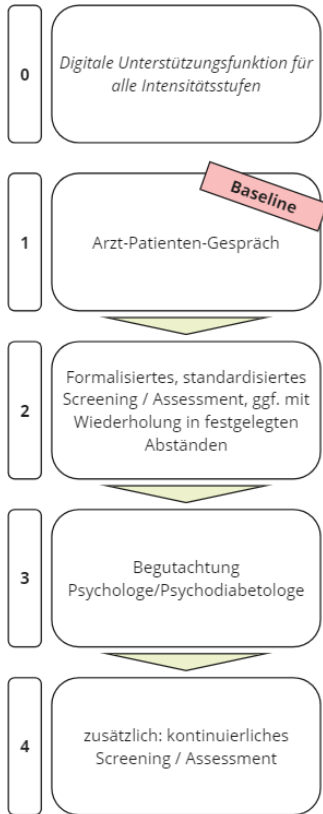 0
Digitale Unterstützungsfunktion für
alle Intensitätsstufen
Baseline
1
Arzt-Patienten-Gespräch
2
Formalisiertes, standardisiertes
Screening / Assessment, ggf. mit
Wiederholung in festgelegten
Abständen
3
Begutachtung
Psychologe/Psychodiabetologe
4
zusätzlich: kontinuierliches
Screening / Assessment